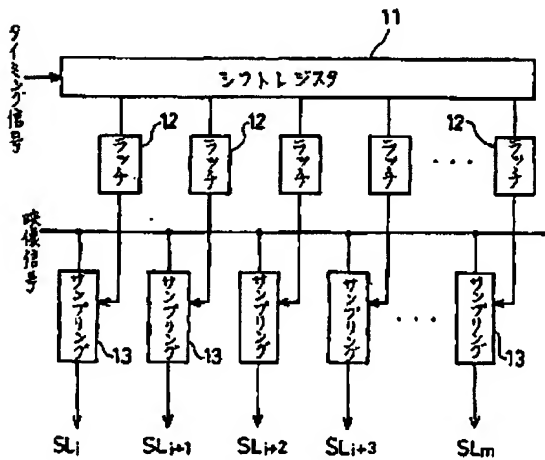 11
タイミング信号
シフトレジスタ
12
12
12
ラッチ
ラッチ
ラッチ
ラッチ
・・・
ラッチ
映像信号
サンプリング
サンプリング
サンプリング
サンプリング
・・・
サンプリング
13
13
13
SLi
SLi+1
SLi+2
SLi+3
SLm